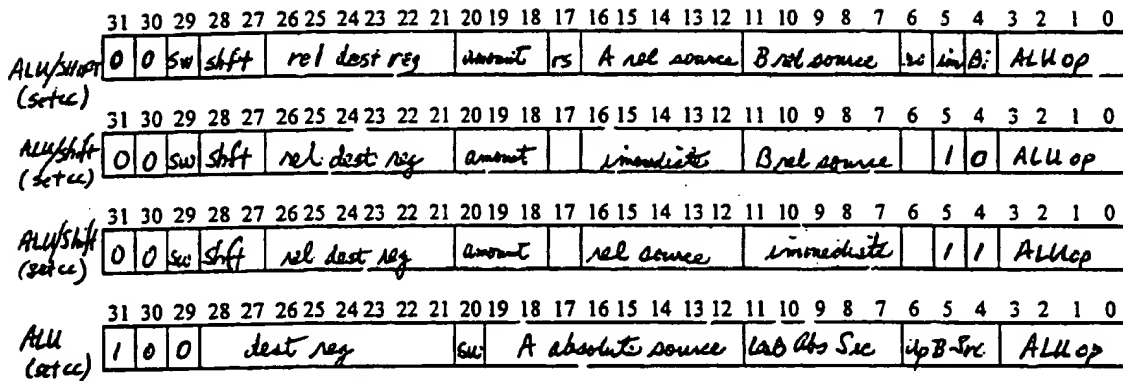 31 30 29 28 27 26 25 24 23 22 21 20 19 18 17 16 15 14 13 12 11 10 9 8 7 6 5 4 3 2 1 0
ALU/SHIFT (setcc) 0 0 sw shft rel dest reg amount rs A rel source B rel source im Bi ALU op
31 30 29 28 27 26 25 24 23 22 21 20 19 18 17 16 15 14 13 12 11 10 9 8 7 6 5 4 3 2 1 0
ALU/shift (setcc) 0 0 sw shft rel dest reg amount immediate B rel source 1 0 ALU op
31 30 29 28 27 26 25 24 23 22 21 20 19 18 17 16 15 14 13 12 11 10 9 8 7 6 5 4 3 2 1 0
ALU/Shift (setcc) 0 0 sw shft rel dest reg amount rel source immediate 1 1 ALU op
31 30 29 28 27 26 25 24 23 22 21 20 19 18 17 16 15 14 13 12 11 10 9 8 7 6 5 4 3 2 1 0
ALU (setcc) 1 0 0 dest reg sw A absolute source Abs Src B-Src ALU op